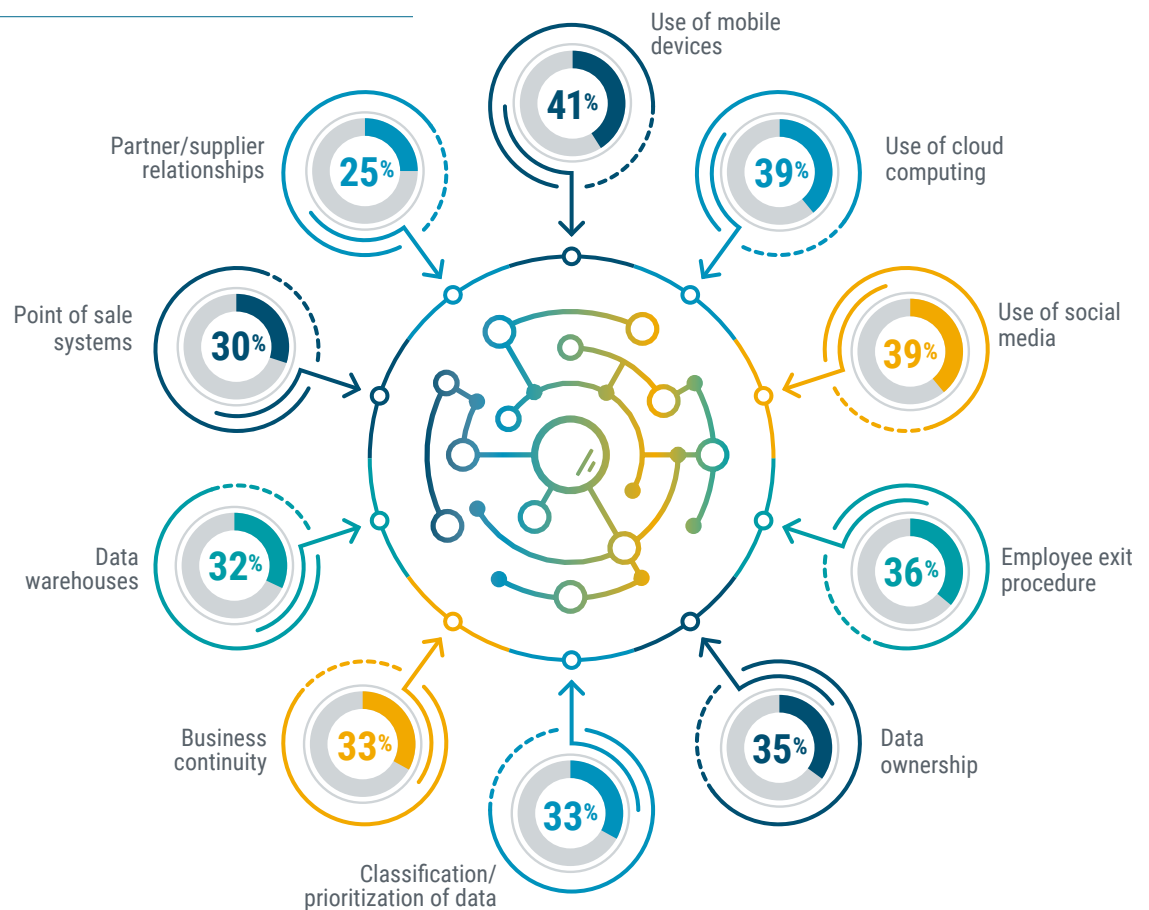 Use of mobile
devices
41%
Use of cloud
computing
39%
Use of social
media
39%
Employee exit
procedure
36%
Data
ownership
35%
Classification/
prioritization of data
33%
Business
continuity
33%
Data
warehouses
32%
Point of sale
systems
30%
Partner/supplier
relationships
25%